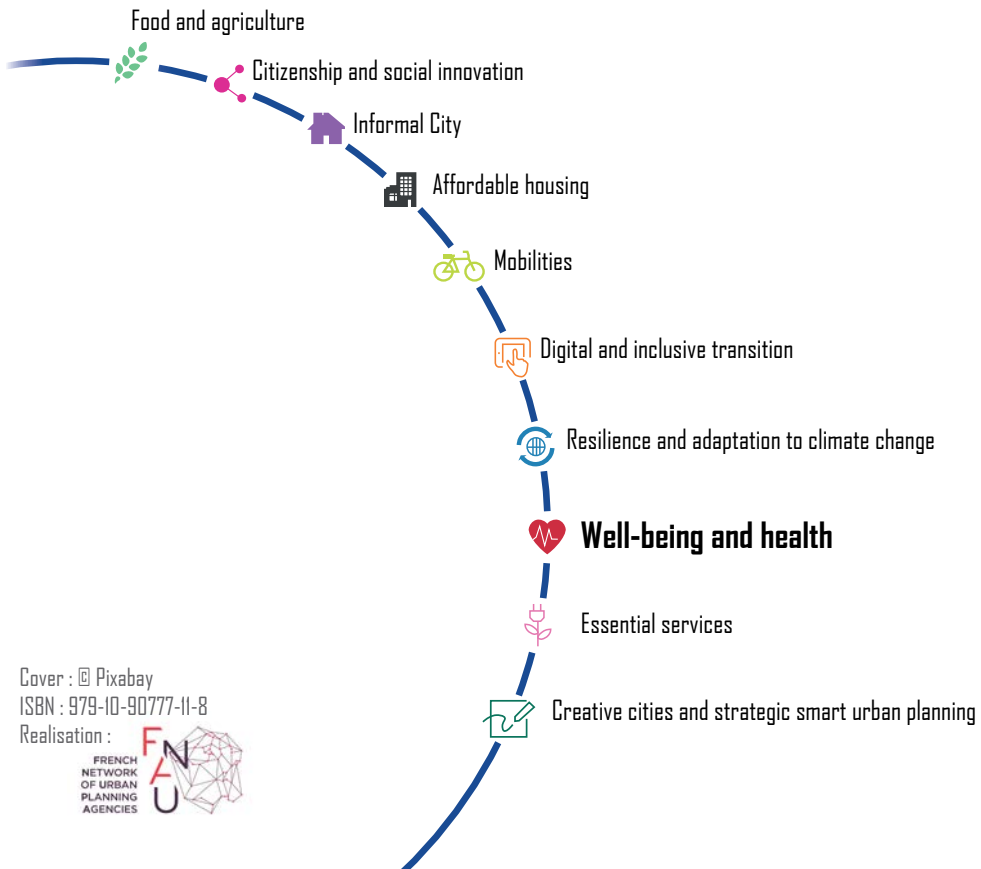 Food and agriculture
Citizenship and social innovation
Informal City
Affordable housing
Mobilities
Digital and inclusive transition
Resilience and adaptation to climate change
Well-being and health
Essential services
Creative cities and strategic smart urban planning
Cover : © Pixabay
ISBN : 979-10-90777-11-8
Realisation :
FRENCH
NETWORK
OF URBAN
PLANNING
AGENCIES
FNAU